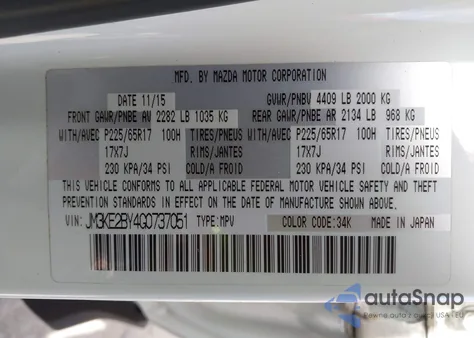 MFD. BY MAZDA MOTOR CORPORATION
DATE 11/15 GVWR/PNBV 4409 LB 2000 KG
FRONT GAWR/PNBE AV 2282 LB 1035 KG REAR GAWR/PNBE AR 2134 LB 968 KG
WITH/AVEC P225/65R17 100H TIRES/PNEUS WITH/AVEC P225/65R17 100H TIRES/PNEUS
17X7J RIMS/JANTES 17X7J RIMS/JANTES
230 KPA/34 PSI COLD/A FROID 230 KPA/34 PSI COLD/A FROID
THIS VEHICLE CONFORMS TO ALL APPLICABLE FEDERAL MOTOR VEHICLE SAFETY AND THEFT
PREVENTION STANDARDS IN EFFECT ON THE DATE OF MANUFACTURE SHOWN ABOVE.
VIN: JM3KE2BY4G0737051 TYPE: MPV COLOR CODE: 34K MADE IN JAPAN
autoSnap
Pewne auto z USA - EU